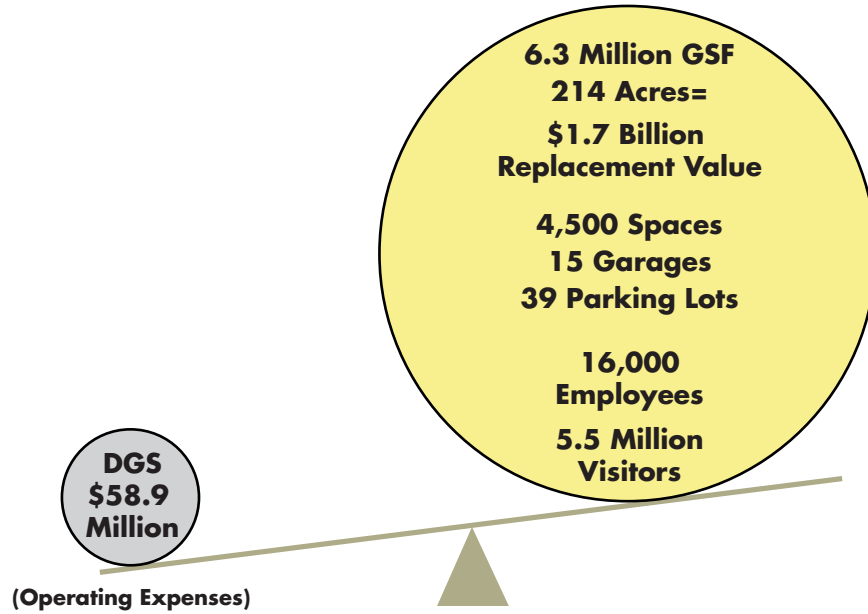 6.3 Million GSF
214 Acres=
$1.7 Billion
Replacement Value
4,500 Spaces
15 Garages
39 Parking Lots
16,000
Employees
5.5 Million
Visitors
DGS
$58.9
Million
(Operating Expenses)